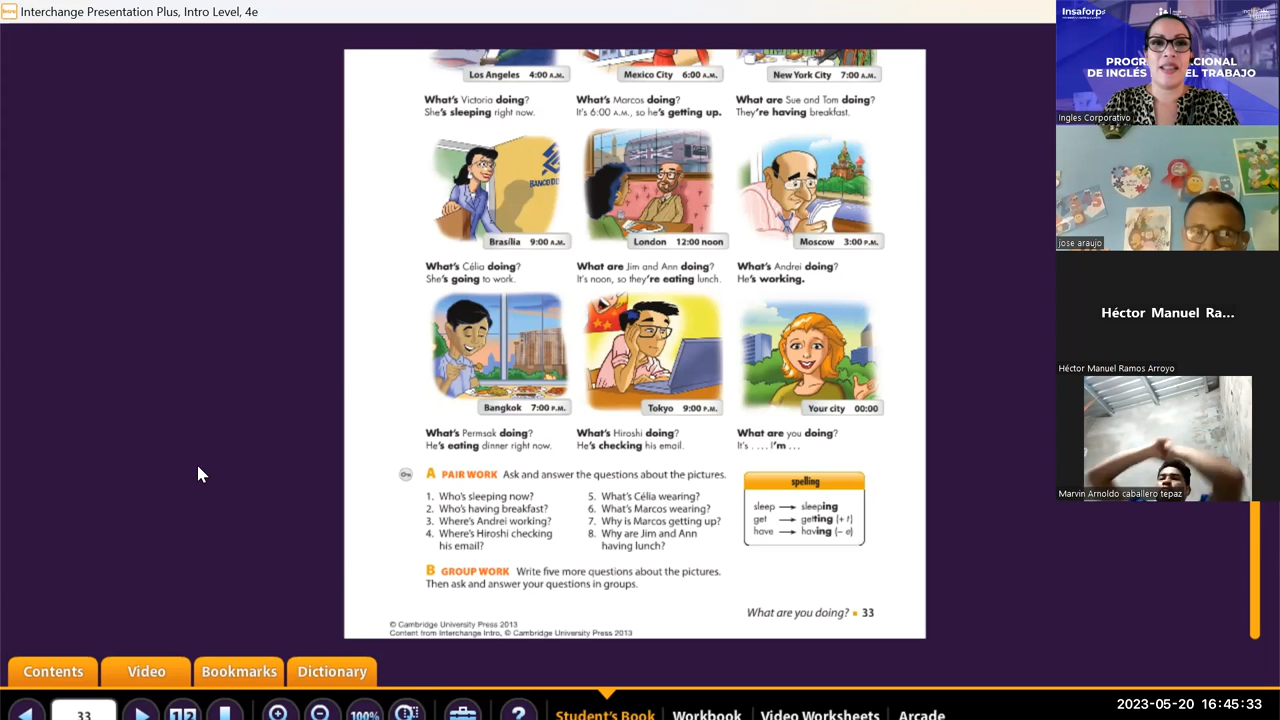 Interchange Presentation Plus, Intro Level, 4e
Los Angeles 4:00 A.M.
Mexico City 6:00 A.M.
New York City 7:00 A.M.
What's Victoria doing?
She's sleeping right now.
What's Marcos doing?
It's 6:00 A.M., so he's getting up.
What are Sue and Tom doing?
They're having breakfast.
Brasília 9:00 A.M.
London 12:00 noon
Moscow 3:00 P.M.
What's Célia doing?
She's going to work.
What are Jim and Ann doing?
It's noon, so they're eating lunch.
What's Andrei doing?
He's working.
Bangkok 7:00 P.M.
Tokyo 9:00 P.M.
Your city 00:00
What's Permsak doing?
He's eating dinner right now.
What's Hiroshi doing?
He's checking his email.
What are you doing?
It's . . . . I'm . . .
A PAIR WORK Ask and answer the questions about the pictures.
1. Who's sleeping now?
2. Who's having breakfast?
3. Where's Andrei working?
4. Where's Hiroshi checking
his email?
5. What's Célia wearing?
6. What's Marcos wearing?
7. Why is Marcos getting up?
8. Why are Jim and Ann
having lunch?
spelling
sleep → sleeping
get → getting (+ t)
have → having (– e)
B GROUP WORK Write five more questions about the pictures.
Then ask and answer your questions in groups.
What are you doing? ▪ 33
© Cambridge University Press 2013
Content from Interchange Intro, © Cambridge University Press 2013
Contents
Video
Bookmarks
Dictionary
33
100%
Student's Book
Workbook
Video Worksheets
Arcade
Insaforp
DE INGLÉS
TRABAJO
Ingles Corporativo
jose araujo
Héctor Manuel Ra...
Héctor Manuel Ramos Arroyo
Marvin Arnoldo caballero tepaz
2023-05-20 16:45:33